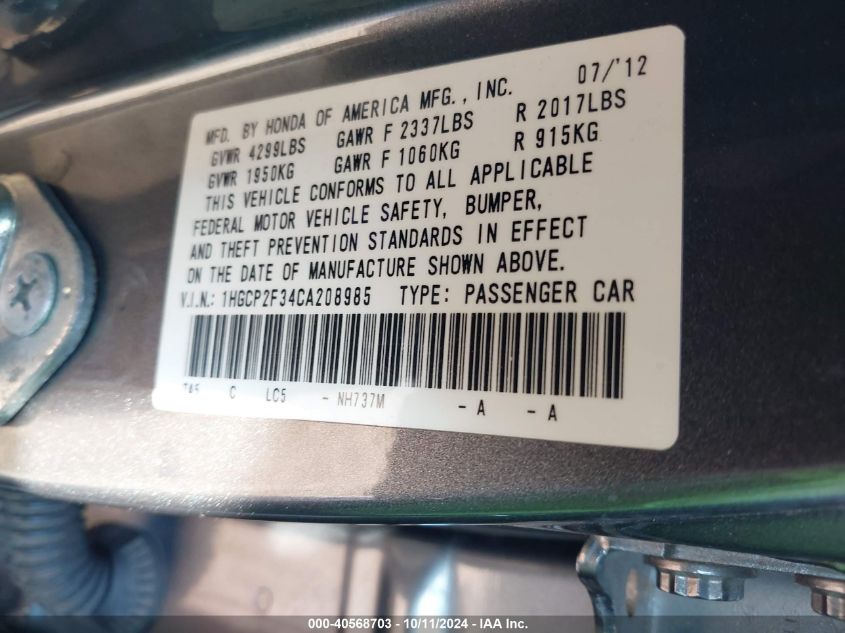 MFD. BY HONDA OF AMERICA MFG., INC. 07/'12
GVWR 4299LBS GAWR F 2337LBS R 2017LBS
GVWR 1950KG GAWR F 1060KG R 915KG
THIS VEHICLE CONFORMS TO ALL APPLICABLE
FEDERAL MOTOR VEHICLE SAFETY, BUMPER,
AND THEFT PREVENTION STANDARDS IN EFFECT
ON THE DATE OF MANUFACTURE SHOWN ABOVE.
V.I.N.: 1HGCP2F34CA208985 TYPE: PASSENGER CAR
C LC5 - NH737M - A - A
000-40568703 - 10/11/2024 - IAA Inc.